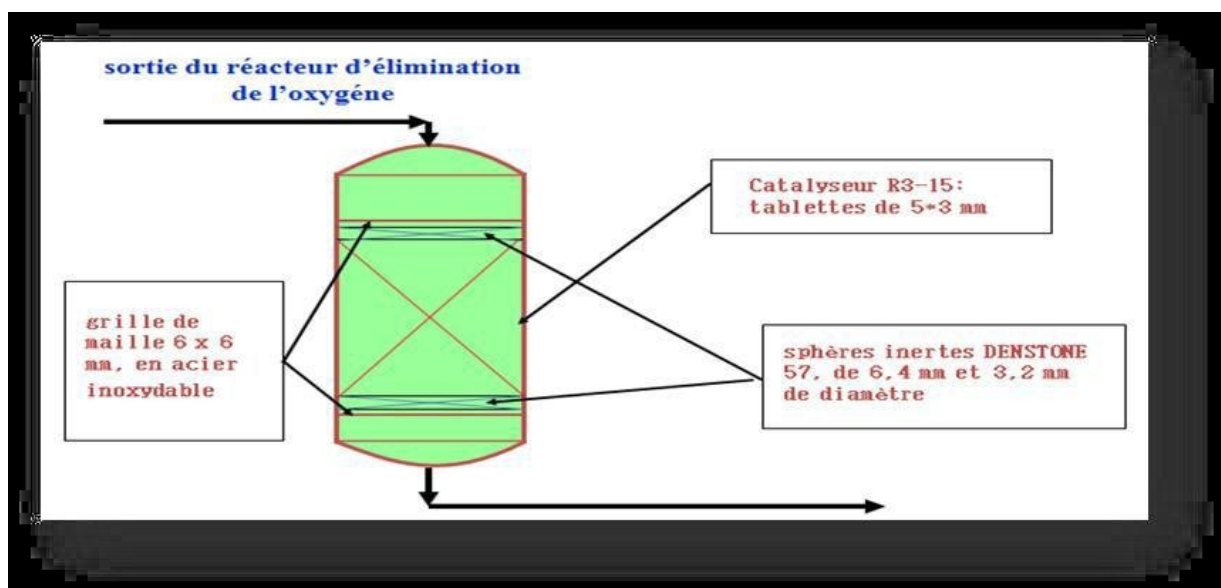 sortie du réacteur d’élimination
de l’oxygéne
Catalyseur R3-15:
tablettes de 5*3 mm
grille de
maille 6 x 6
mm, en acier
inoxydable
sphères inertes DENSTONE
57, de 6,4 mm et 3,2 mm
de diamètre